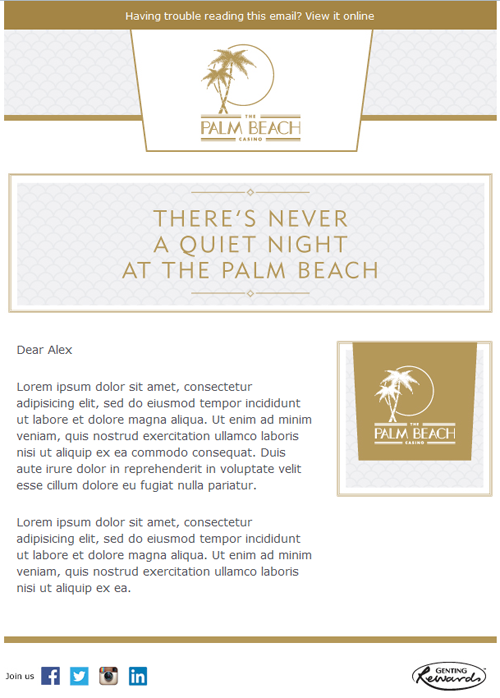 Having trouble reading this email? View it online
THE
PALM BEACH
CASINO
THERE'S NEVER
A QUIET NIGHT
AT THE PALM BEACH
Dear Alex
Lorem ipsum dolor sit amet, consectetur
adipisicing elit, sed do eiusmod tempor incididunt
ut labore et dolore magna aliqua. Ut enim ad minim
veniam, quis nostrud exercitation ullamco laboris
nisi ut aliquip ex ea commodo consequat. Duis
aute irure dolor in reprehenderit in voluptate velit
esse cillum dolore eu fugiat nulla pariatur.
Lorem ipsum dolor sit amet, consectetur
adipisicing elit, sed do eiusmod tempor incididunt
ut labore et dolore magna aliqua. Ut enim ad minim
veniam, quis nostrud exercitation ullamco laboris
nisi ut aliquip ex ea.
THE
PALM BEACH
CASINO
Join us
GENTING
Rewards™